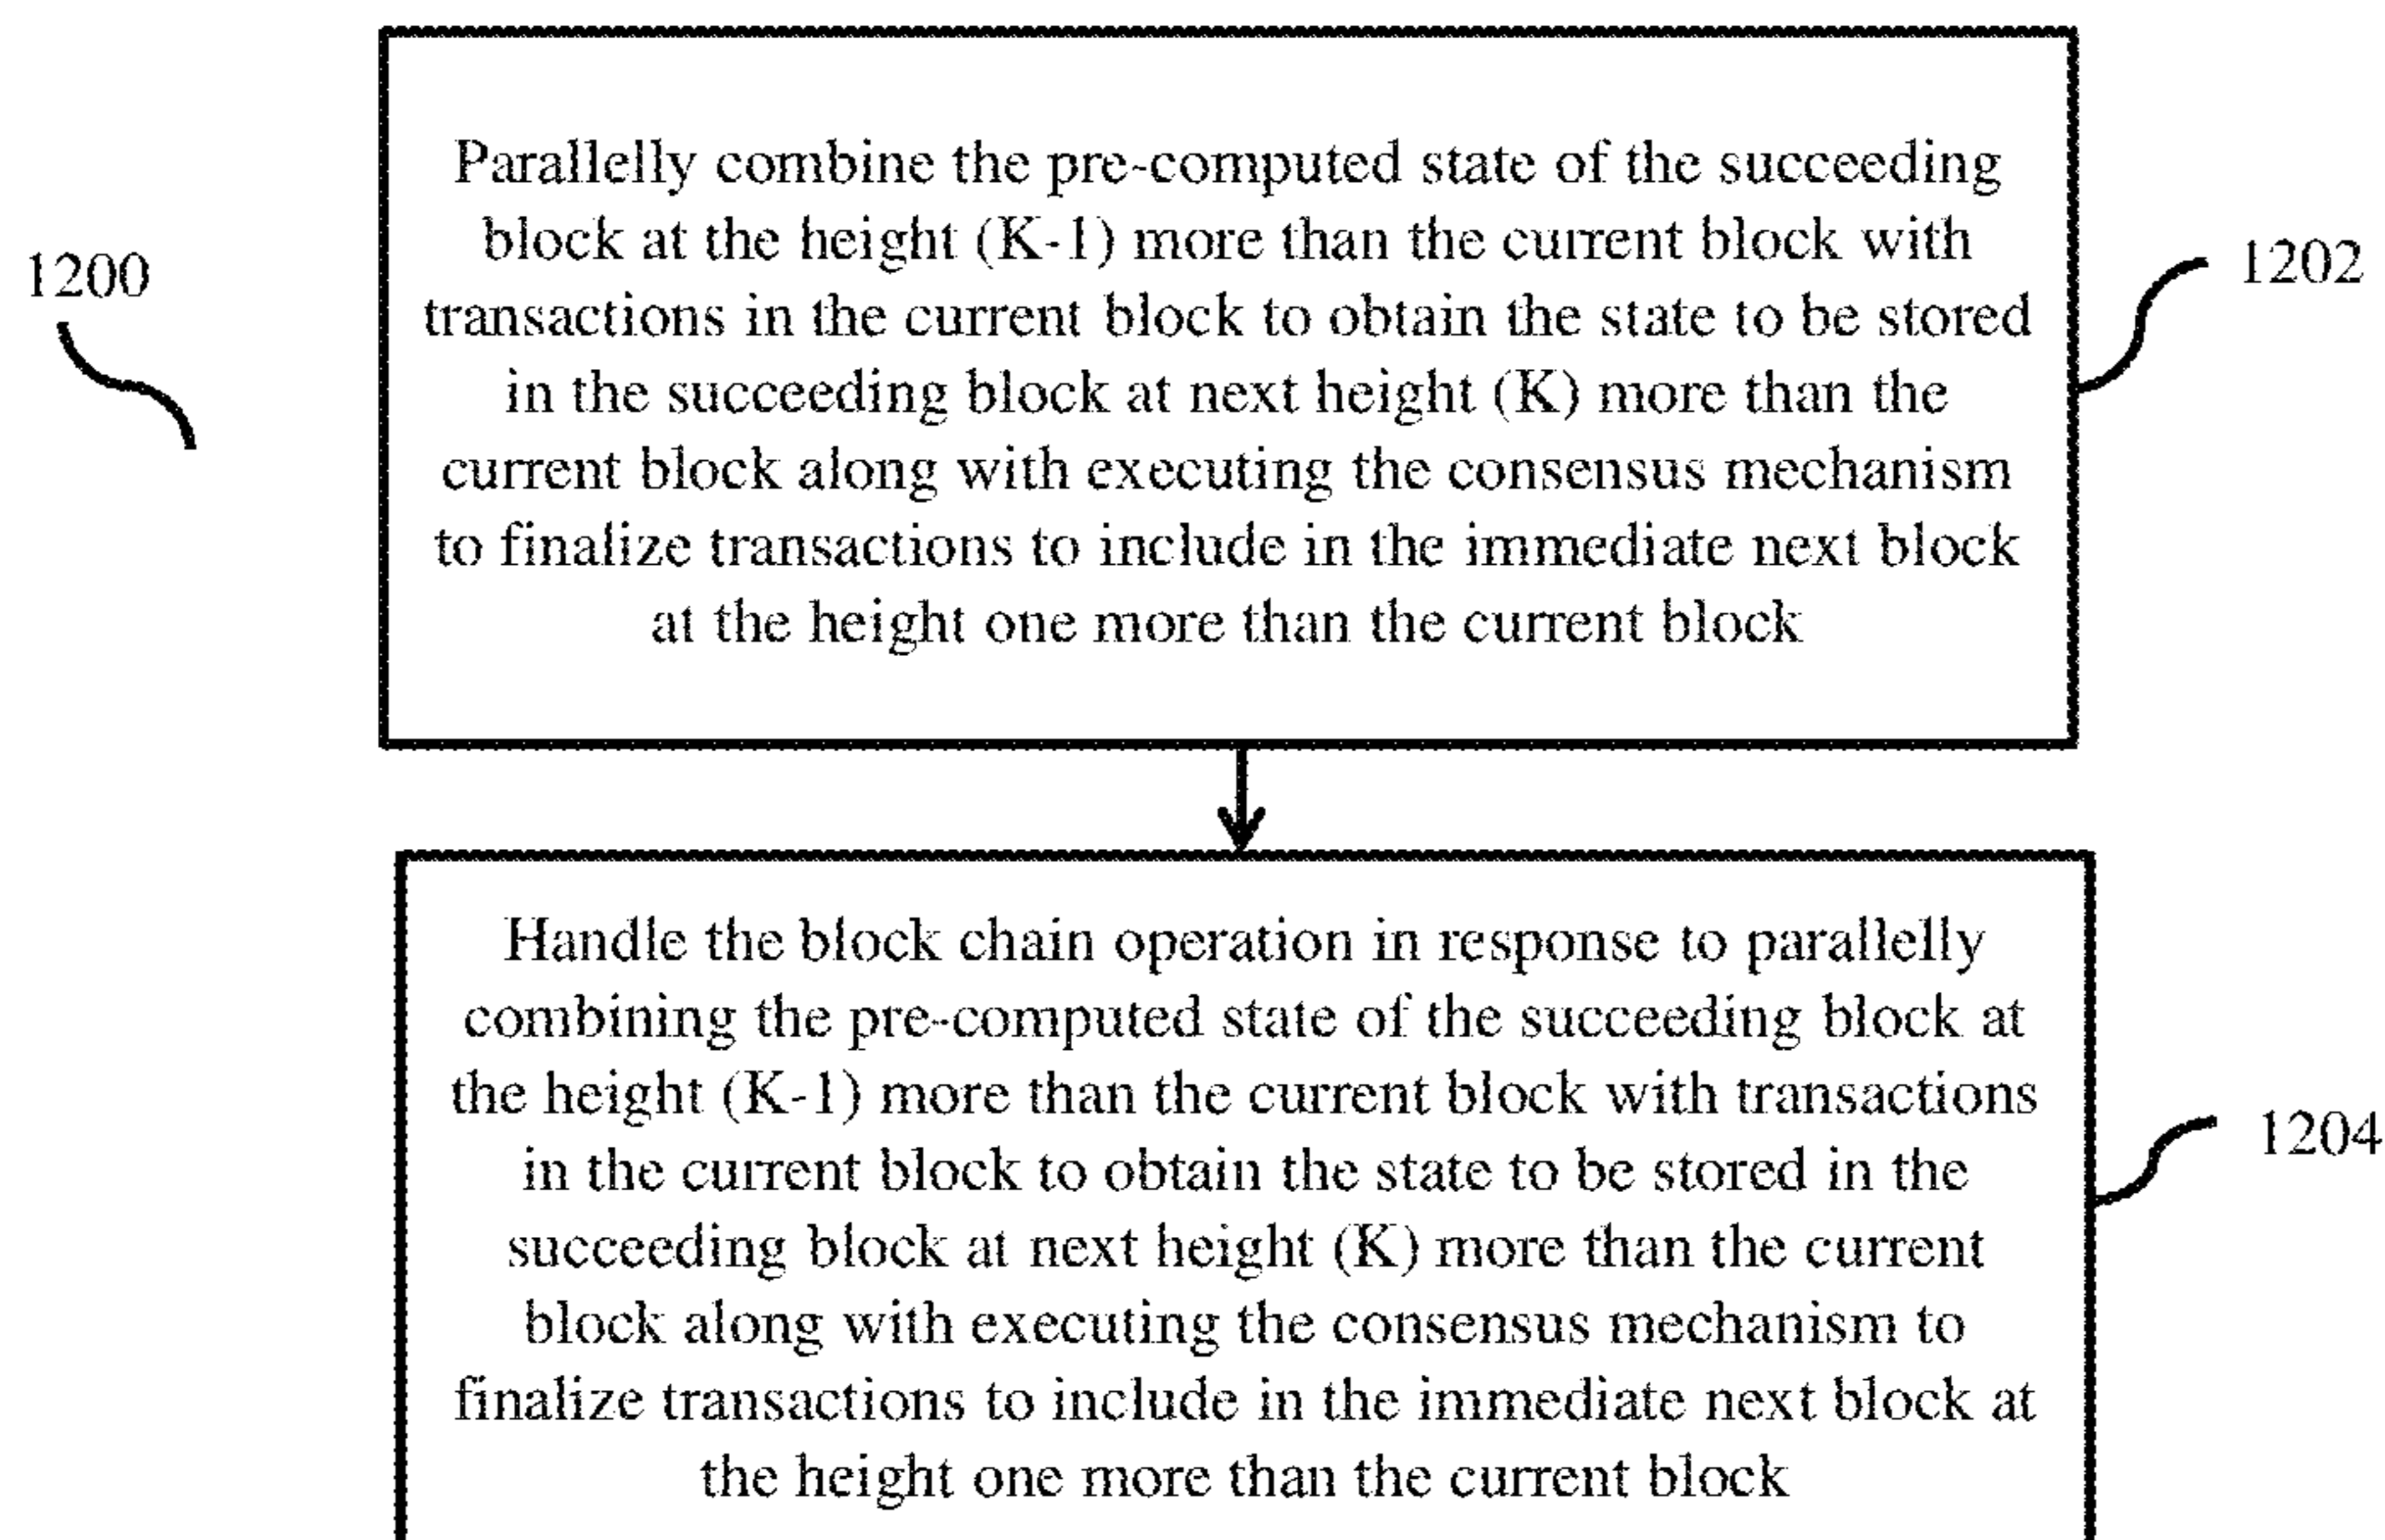 1200
Parallelly combine the pre-computed state of the succeeding
block at the height (K-1) more than the current block with
transactions in the current block to obtain the state to be stored
in the succeeding block at next height (K) more than the
current block along with executing the consensus mechanism
to finalize transactions to include in the immediate next block
at the height one more than the current block
1202
Handle the block chain operation in response to parallelly
combining the pre-computed state of the succeeding block at
the height (K-1) more than the current block with transactions
in the current block to obtain the state to be stored in the
succeeding block at next height (K) more than the current
block along with executing the consensus mechanism to
finalize transactions to include in the immediate next block at
the height one more than the current block
1204